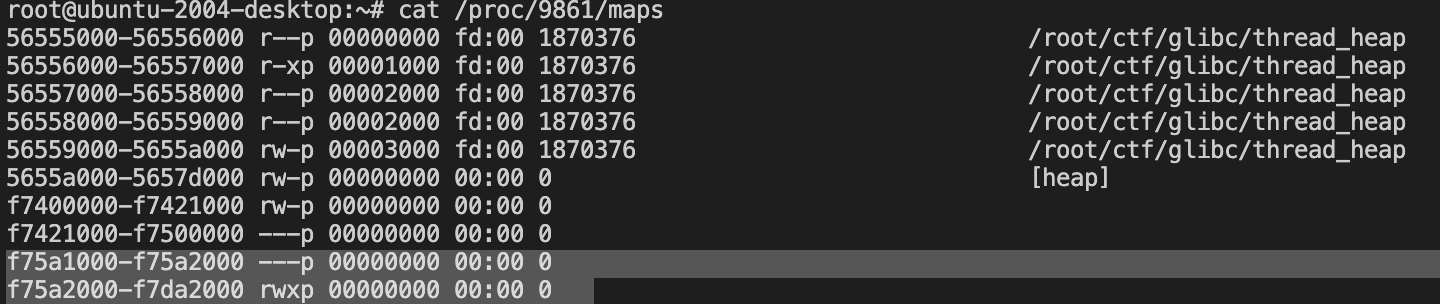 root@ubuntu-2004-desktop:~# cat /proc/9861/maps
56555000-56556000 r--p 00000000 fd:00 1870376 /root/ctf/glibc/thread_heap
56556000-56557000 r-xp 00001000 fd:00 1870376 /root/ctf/glibc/thread_heap
56557000-56558000 r--p 00002000 fd:00 1870376 /root/ctf/glibc/thread_heap
56558000-56559000 r--p 00002000 fd:00 1870376 /root/ctf/glibc/thread_heap
56559000-5655a000 rw-p 00003000 fd:00 1870376 /root/ctf/glibc/thread_heap
5655a000-5657d000 rw-p 00000000 00:00 0 [heap]
f7400000-f7421000 rw-p 00000000 00:00 0
f7421000-f7500000 ---p 00000000 00:00 0
f75a1000-f75a2000 ---p 00000000 00:00 0
f75a2000-f7da2000 rwxp 00000000 00:00 0